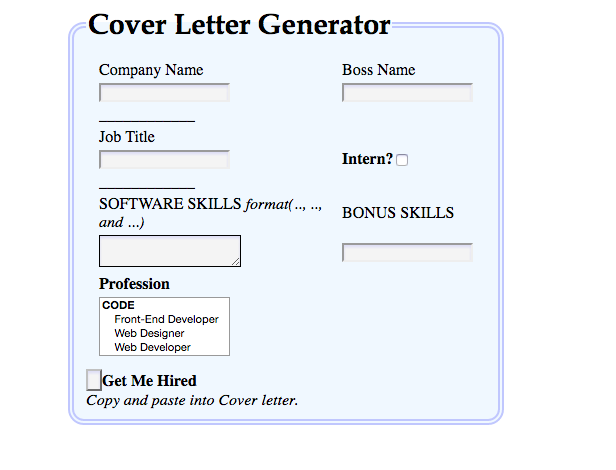 Cover Letter Generator
Company Name
Boss Name
Job Title
Intern?
SOFTWARE SKILLS format(.., ..,
and ...)
BONUS SKILLS
Profession
CODE
Front-End Developer
Web Designer
Web Developer
Get Me Hired
Copy and paste into Cover letter.